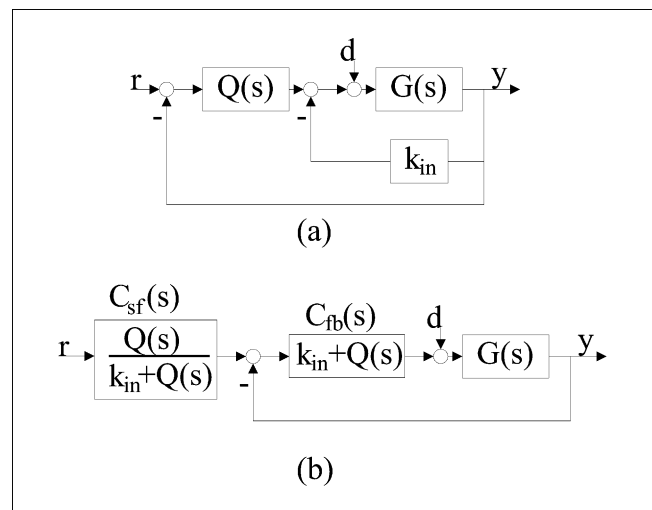 d
r Q(s) G(s) y
- -
k_in
(a)
C_sf(s)
C_fb(s) d
r Q(s) y
k_in+Q(s) G(s)
k_in+Q(s)
-
(b)